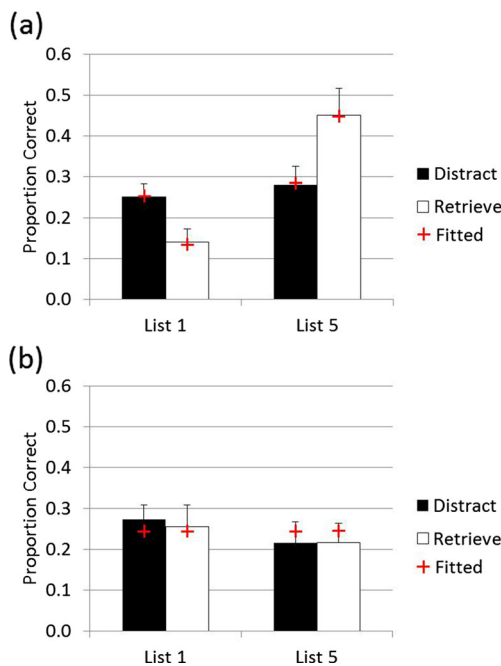 (a)
Proportion Correct
0.6
0.5
0.4
0.3
0.2
0.1
0.0
List 1
List 5
Distract
Retrieve
Fitted
(b)
Proportion Correct
0.6
0.5
0.4
0.3
0.2
0.1
0.0
List 1
List 5
Distract
Retrieve
Fitted